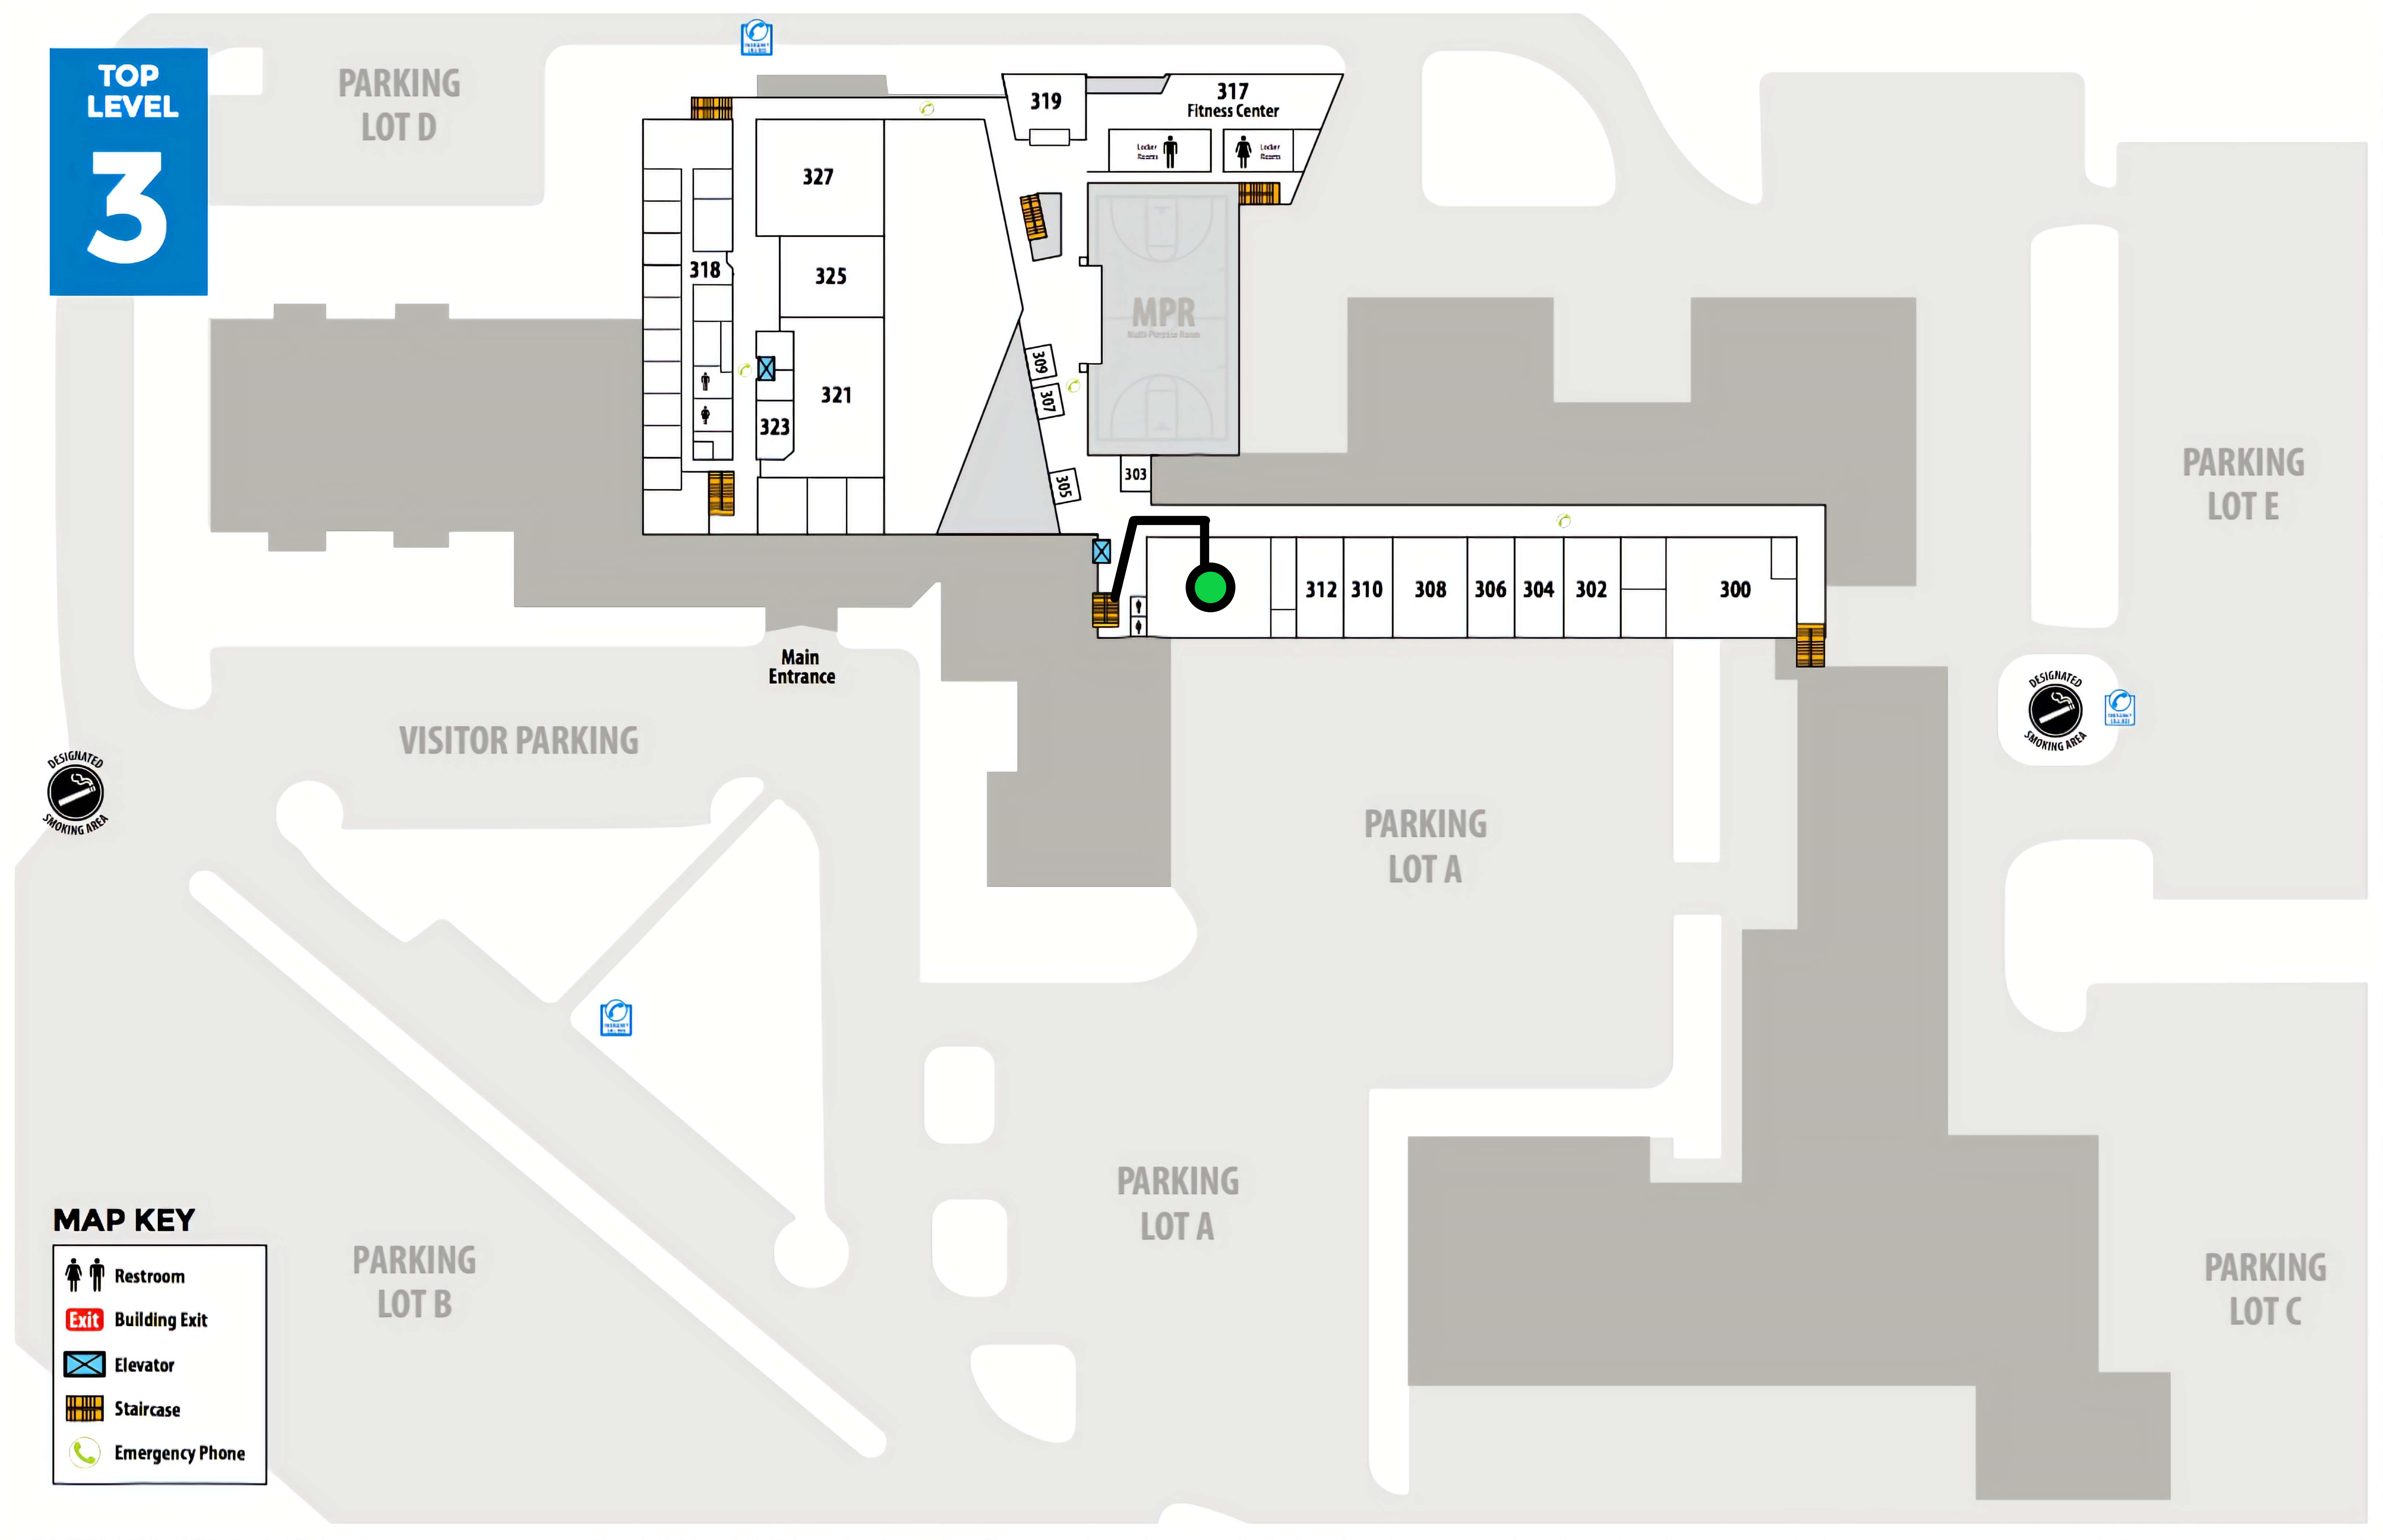 TOP
LEVEL
3
PARKING
LOT D
319
317
Fitness Center
Locker
Rooms
Locker
Rooms
327
318
325
MPR
Multi-Purpose Room
309
307
321
323
305
303
312
310
308
306
304
302
300
PARKING
LOT E
Main
Entrance
VISITOR PARKING
DESIGNATED
SMOKING AREA
DESIGNATED
SMOKING AREA
PARKING
LOT A
PARKING
LOT A
PARKING
LOT B
PARKING
LOT C
MAP KEY
Restroom
Exit Building Exit
Elevator
Staircase
Emergency Phone